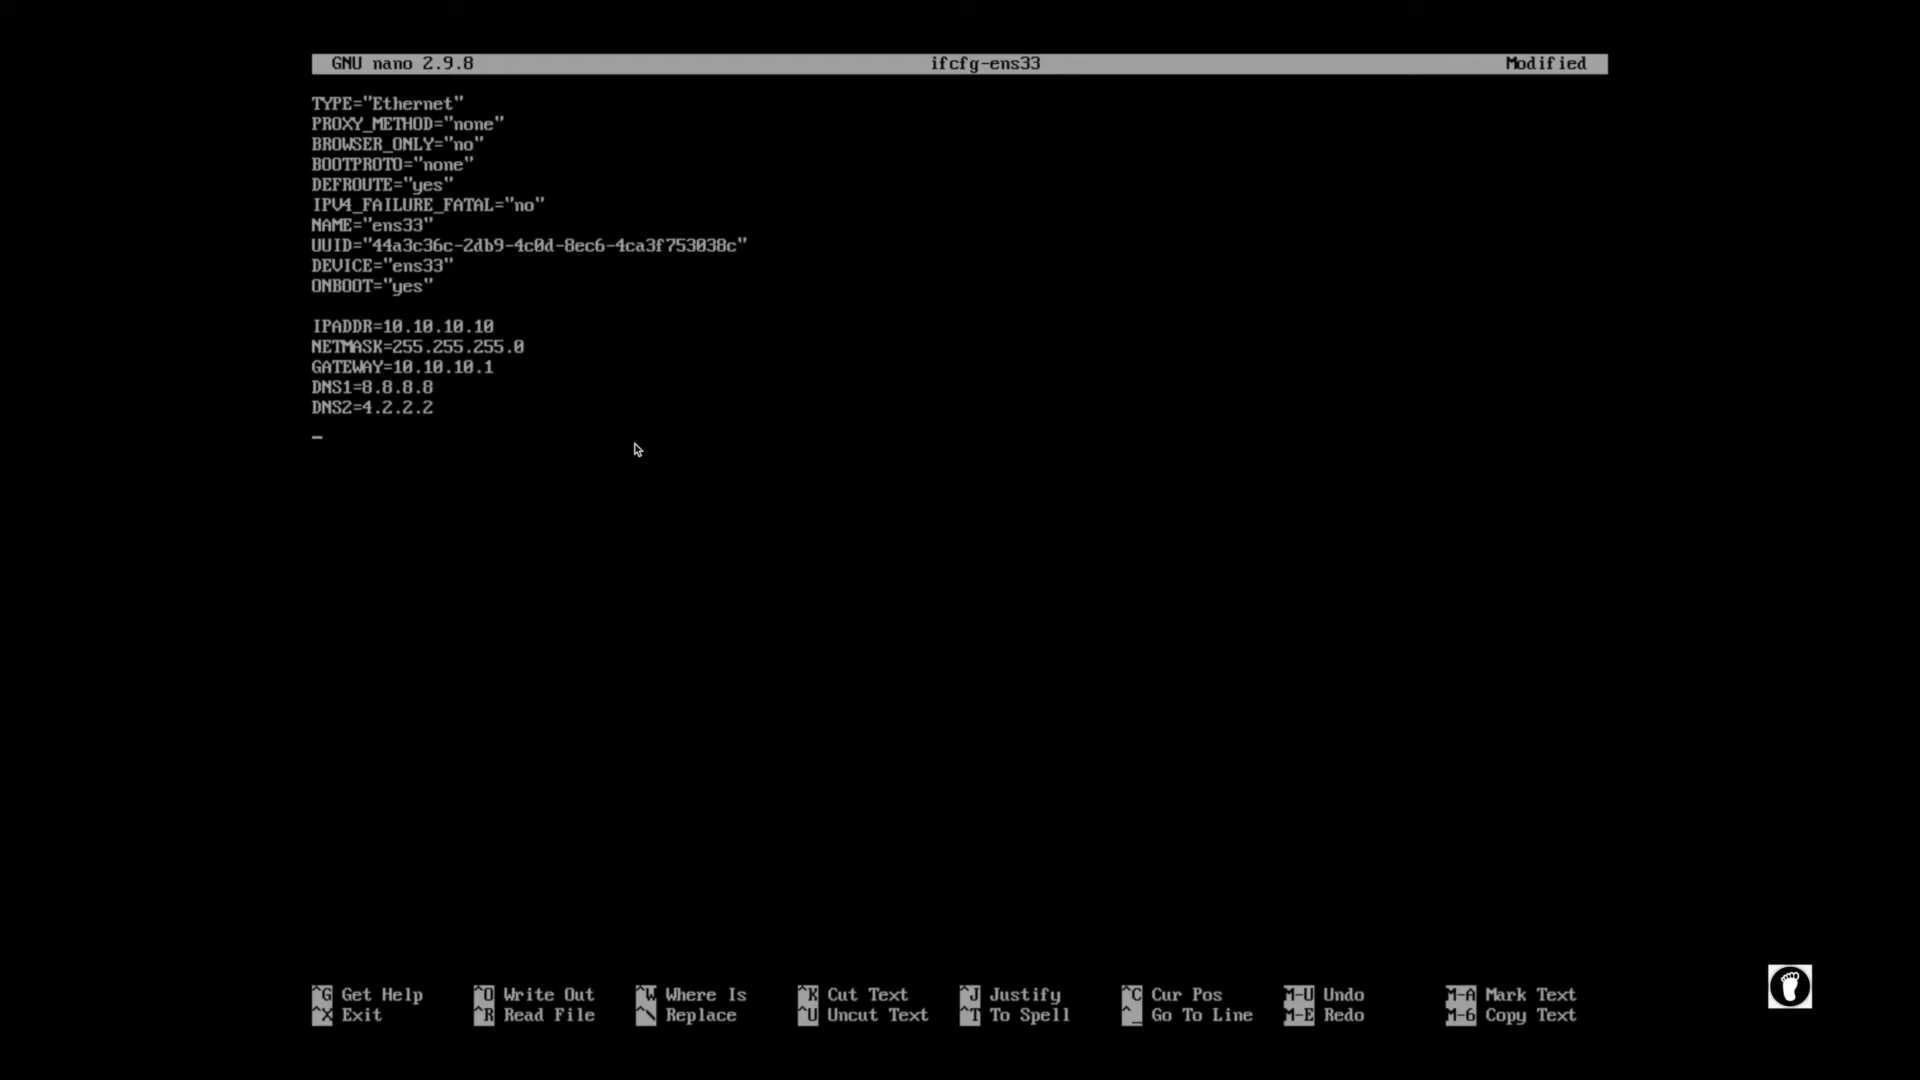 GNU nano 2.9.8 ifcfg-ens33 Modified
TYPE="Ethernet"
PROXY_METHOD="none"
BROWSER_ONLY="no"
BOOTPROTO="none"
DEFROUTE="yes"
IPV4_FAILURE_FATAL="no"
NAME="ens33"
UUID="44a3c36c-2db9-4c0d-8ec6-4ca3f753038c"
DEVICE="ens33"
ONBOOT="yes"
IPADDR=10.10.10.10
NETMASK=255.255.255.0
GATEWAY=10.10.10.1
DNS1=8.8.8.8
DNS2=4.2.2.2
^G Get Help ^O Write Out ^W Where Is ^K Cut Text ^J Justify ^C Cur Pos M-U Undo M-A Mark Text
^X Exit ^R Read File ^\ Replace ^U Uncut Text ^T To Spell ^_ Go To Line M-E Redo M-6 Copy Text